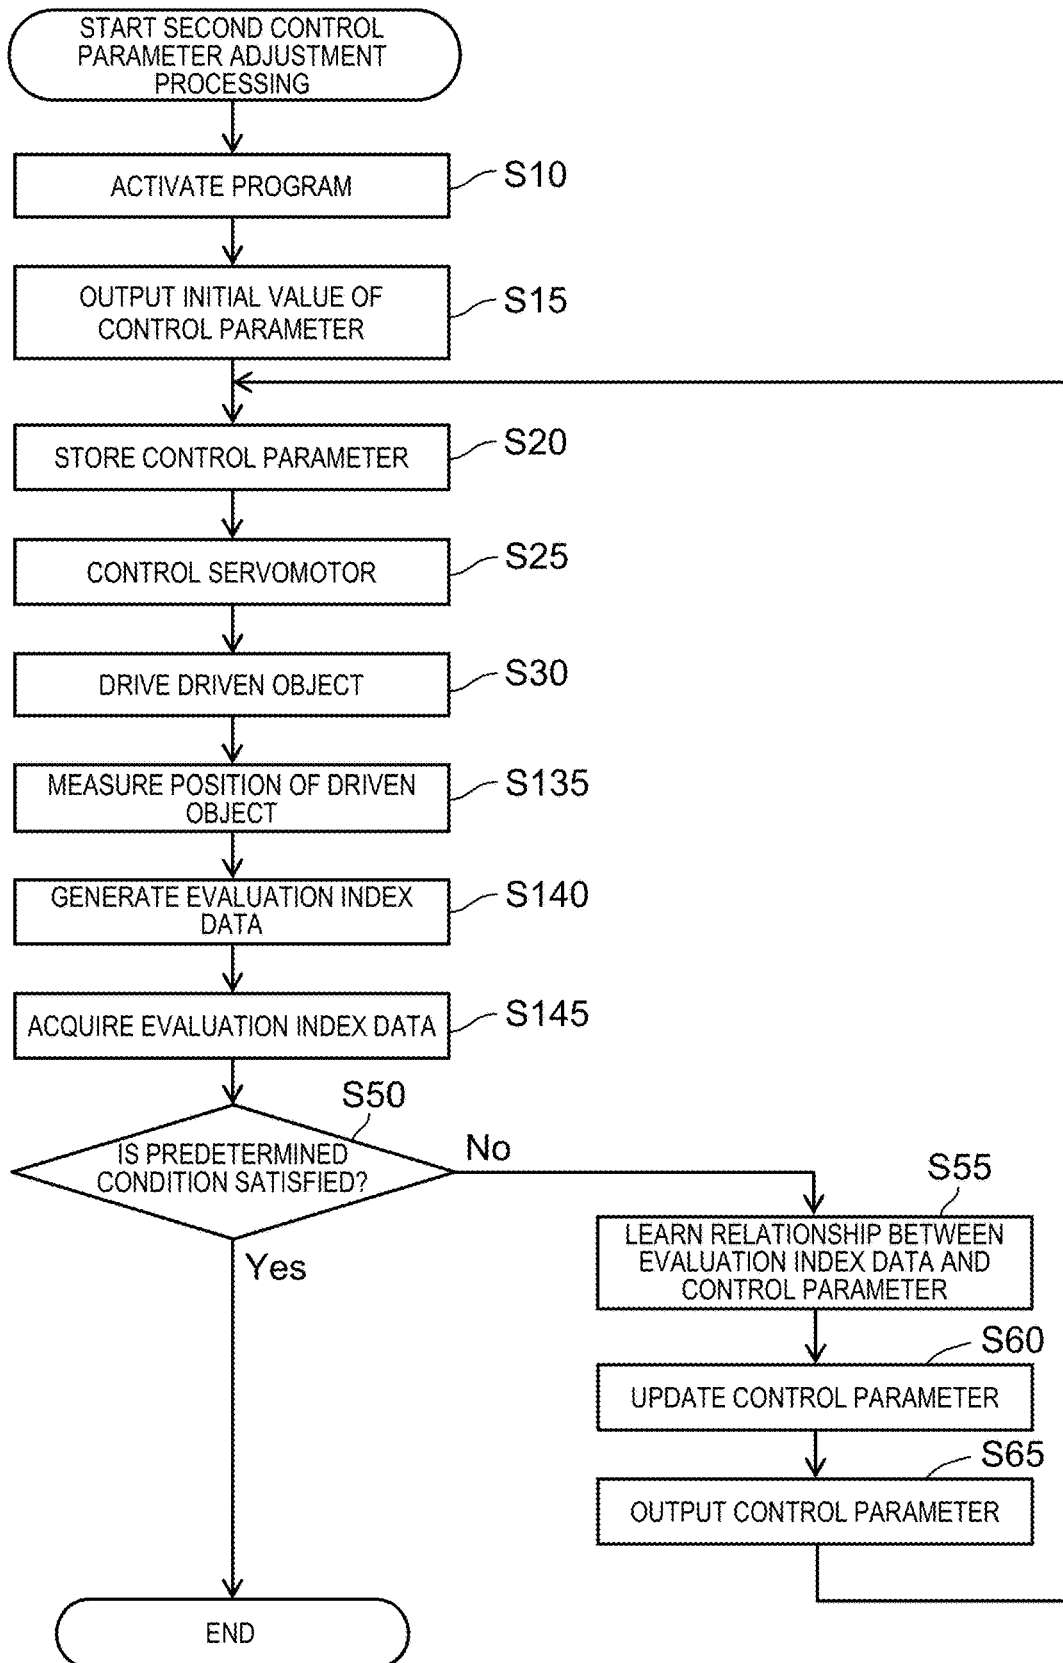 START SECOND CONTROL
PARAMETER ADJUSTMENT
PROCESSING
ACTIVATE PROGRAM
S10
OUTPUT INITIAL VALUE OF
CONTROL PARAMETER
S15
STORE CONTROL PARAMETER
S20
CONTROL SERVOMOTOR
S25
DRIVE DRIVEN OBJECT
S30
MEASURE POSITION OF DRIVEN
OBJECT
S135
GENERATE EVALUATION INDEX
DATA
S140
ACQUIRE EVALUATION INDEX DATA
S145
S50
IS PREDETERMINED
CONDITION SATISFIED?
No
Yes
S55
LEARN RELATIONSHIP BETWEEN
EVALUATION INDEX DATA AND
CONTROL PARAMETER
S60
UPDATE CONTROL PARAMETER
S65
OUTPUT CONTROL PARAMETER
END